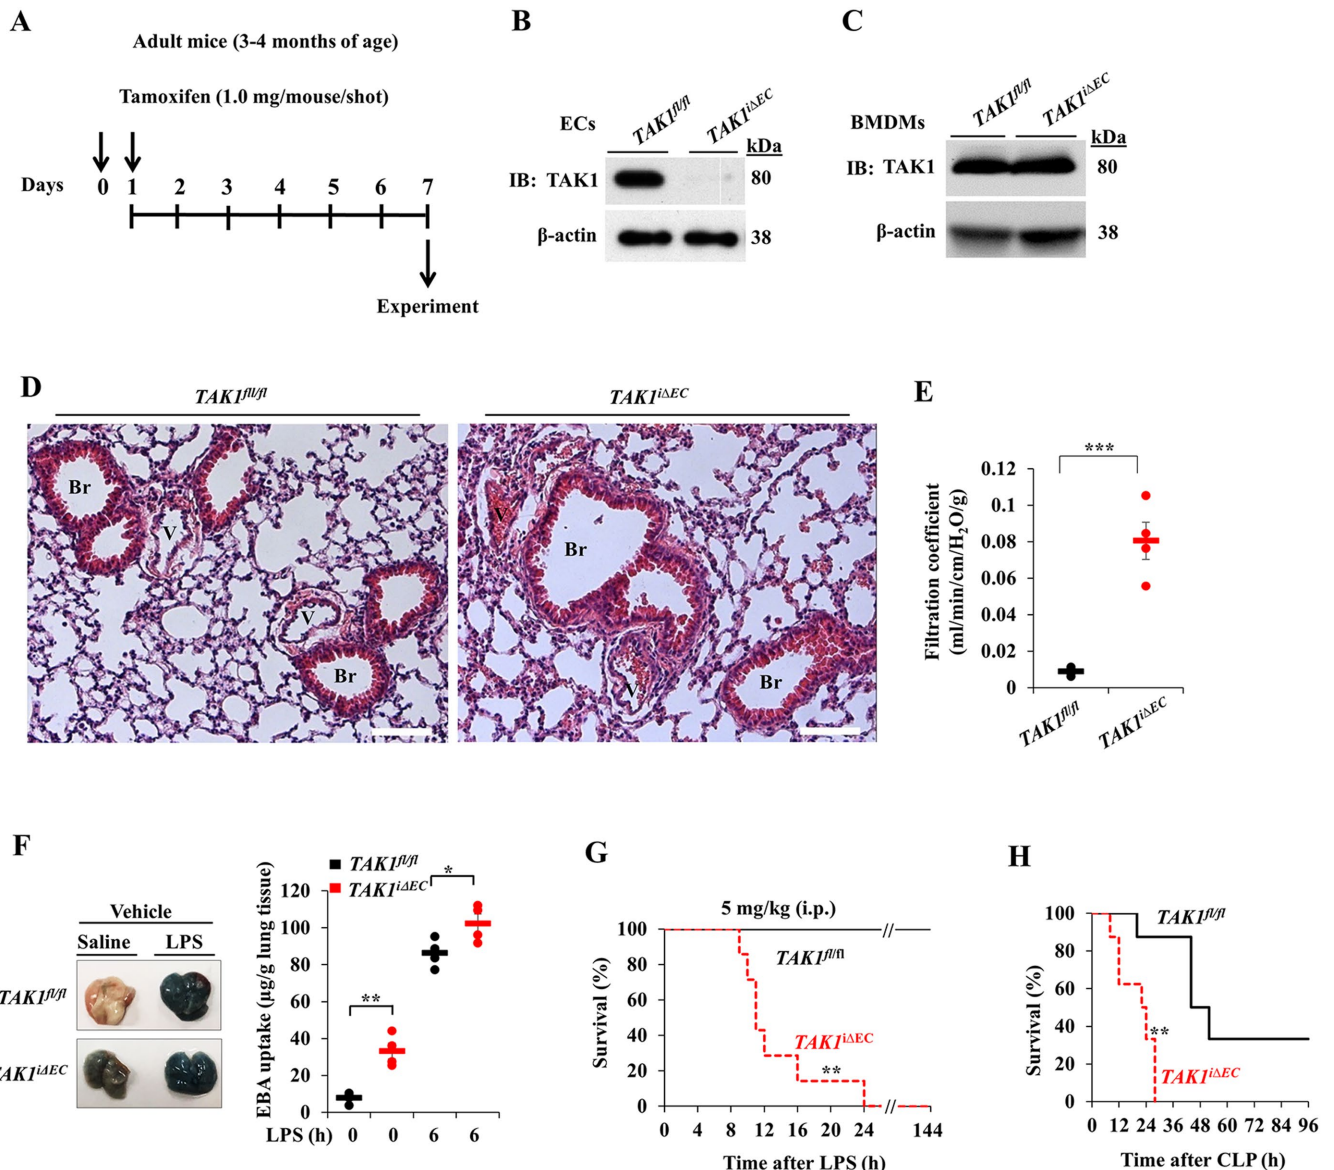 A
Adult mice (3-4 months of age)
Tamoxifen (1.0 mg/mouse/shot)
Days 0 1 2 3 4 5 6 7
Experiment
B
ECs TAK1fl/fl TAK1iΔEC
kDa
IB: TAK1 80
β-actin 38
C
BMDMs TAK1fl/fl TAK1iΔEC
kDa
IB: TAK1 80
β-actin 38
D
TAK1fll/fl TAK1iΔEC
Br V V Br
V Br V Br
E
Filtration coefficient
(ml/min/cm/H2O/g)
***
0.12
0.1
0.08
0.06
0.04
0.02
0
TAK1fl/fl TAK1iΔEC
F
Vehicle
Saline LPS
TAK1fl/fl
TAK1iΔEC
EBA uptake (µg/g lung tissue)
TAK1fl/fl
TAK1iΔEC
120
100
80
60
40
20
0
** *
LPS (h) 0 0 6 6
G
5 mg/kg (i.p.)
Survival (%)
100
80
60
40
20
0
//
TAK1fl/fl
TAK1iΔEC
**
//
0 4 8 12 16 20 24 144
Time after LPS (h)
H
Survival (%)
100
80
60
40
20
0
TAK1fl/fl
**
TAK1iΔEC
0 12 24 36 48 60 72 84 96
Time after CLP (h)